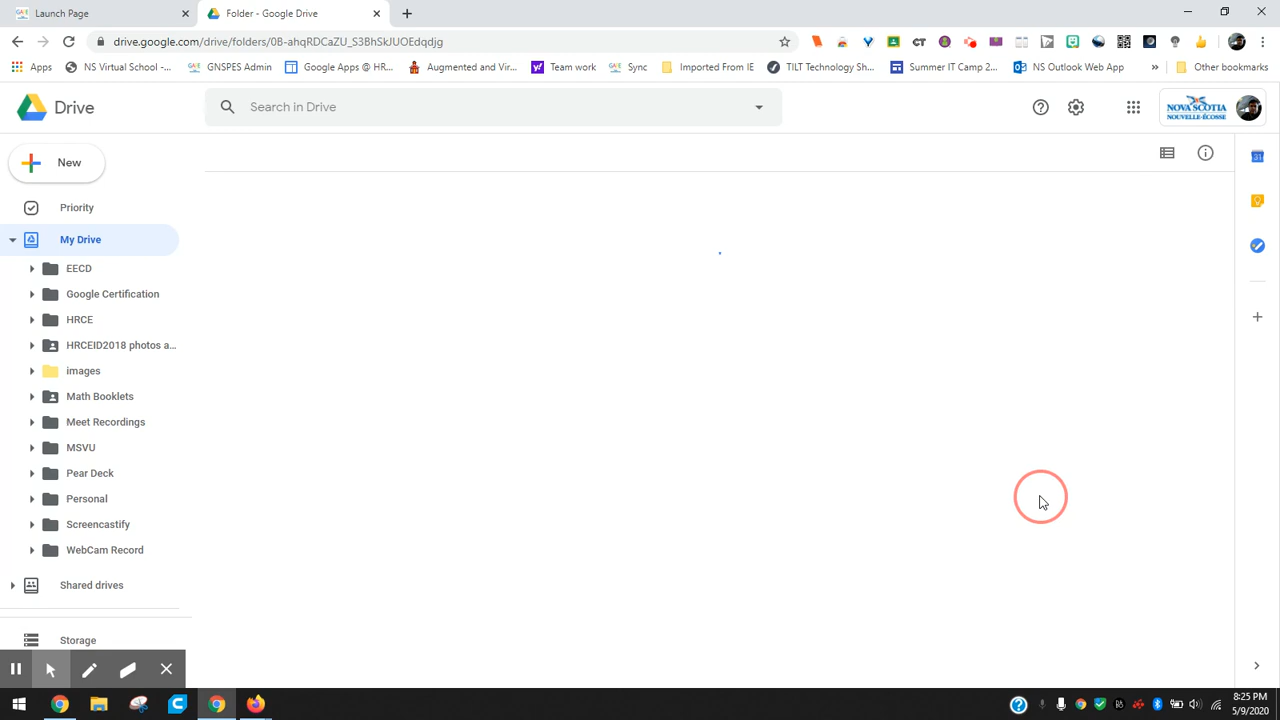 Launch Page
Folder - Google Drive
drive.google.com/drive/folders/0B-ahqRDCaZU_S3BhSkJUOEdqdjg
Apps NS Virtual School -... GNSPES Admin Google Apps @ HR... Augmented and Vir... Team work Sync Imported From IE TILT Technology Sh... Summer IT Camp 2... NS Outlook Web App » Other bookmarks
Drive
Search in Drive
NOVA SCOTIA
NOUVELLE-ÉCOSSE
New
Priority
My Drive
EECD
Google Certification
HRCE
HRCEID2018 photos a...
images
Math Booklets
Meet Recordings
MSVU
Pear Deck
Personal
Screencastify
WebCam Record
Shared drives
Storage
8:25 PM
5/9/2020